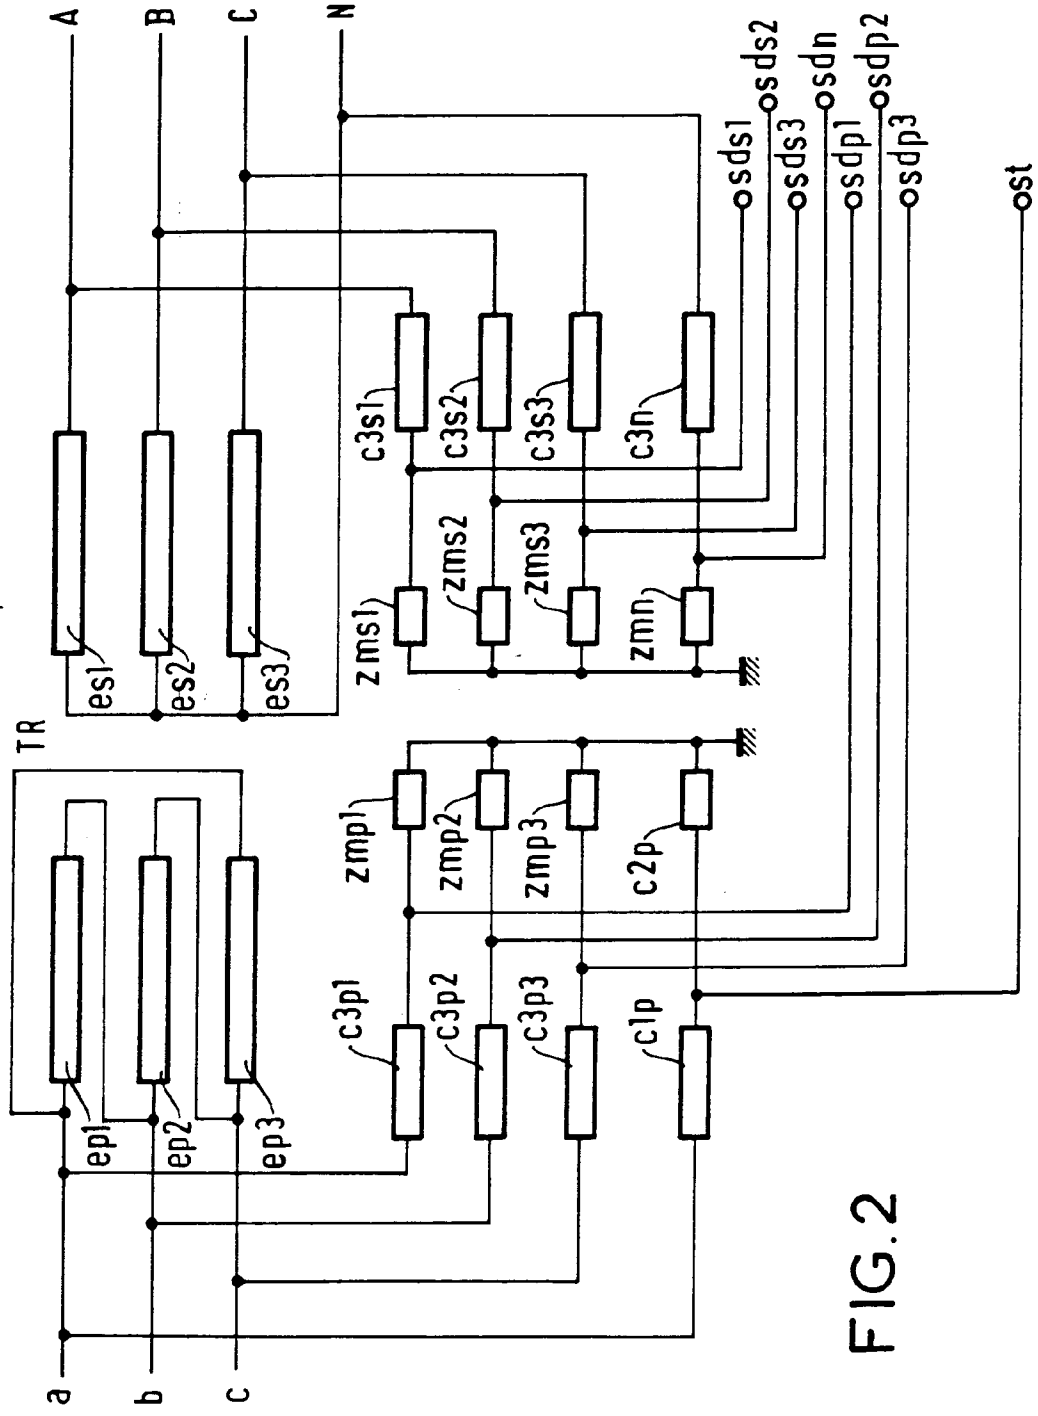 TR
a
b
c
ep1
ep2
ep3
es1
es2
es3
A
B
C
N
c3p1
c3p2
c3p3
c1p
zmp1
zmp2
zmp3
c2p
zms1
zms2
zms3
zmn
c3s1
c3s2
c3s3
c3n
sds1
sds2
sds3
sdn
sdp1
sdp2
sdp3
st
FIG.2